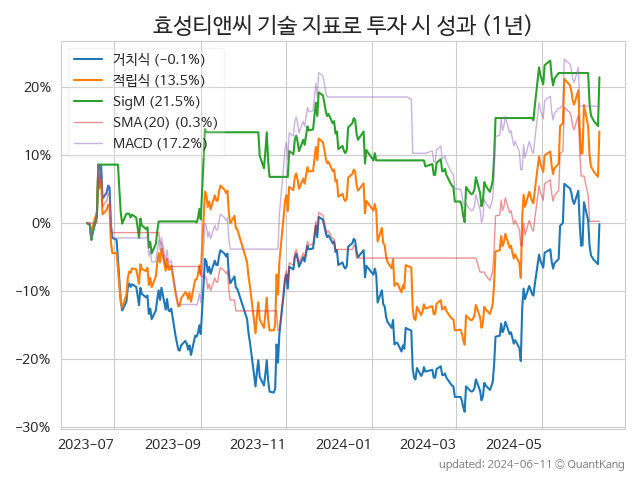 효성티앤씨 기술 지표로 투자 시 성과 (1년)
거치식 (−0.1%)
적립식 (13.5%)
SigM (21.5%)
SMA(20) (0.3%)
MACD (17.2%)
20%
10%
0%
−10%
−20%
−30%
2023-07
2023-09
2023-11
2024-01
2024-03
2024-05
updated: 2024-06-11 © QuantKang